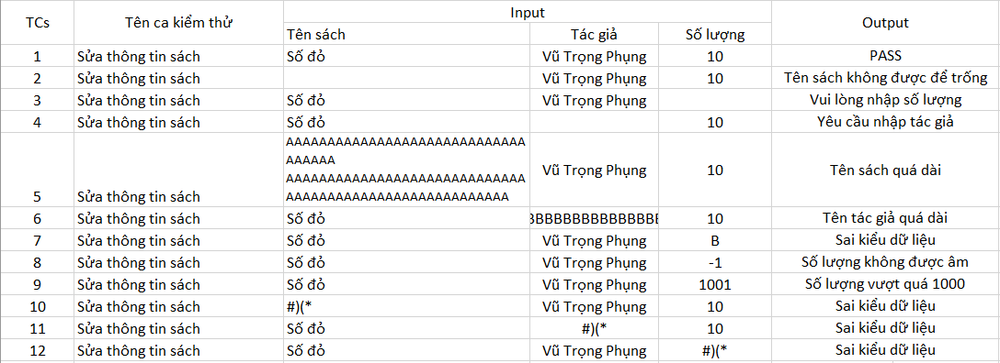 TCs Tên ca kiểm thử Input Output
Tên sách Tác giả Số lượng
1 Sửa thông tin sách Số đỏ Vũ Trọng Phụng 10 PASS
2 Sửa thông tin sách Vũ Trọng Phụng 10 Tên sách không được để trống
3 Sửa thông tin sách Số đỏ Vũ Trọng Phụng Vui lòng nhập số lượng
4 Sửa thông tin sách Số đỏ 10 Yêu cầu nhập tác giả
AAAAAAAAAAAAAAAAAAAAAAAAAAAAA
AAAAAA
AAAAAAAAAAAAAAAAAAAAAAAAAAAAA
AAAAAAAAAAAAAAAAAAAAAAAAAAA
5 Sửa thông tin sách Vũ Trọng Phụng 10 Tên sách quá dài
6 Sửa thông tin sách Số đỏ BBBBBBBBBBBBBBBB 10 Tên tác giả quá dài
7 Sửa thông tin sách Số đỏ Vũ Trọng Phụng B Sai kiểu dữ liệu
8 Sửa thông tin sách Số đỏ Vũ Trọng Phụng -1 Số lượng không được âm
9 Sửa thông tin sách Số đỏ Vũ Trọng Phụng 1001 Số lượng vượt quá 1000
10 Sửa thông tin sách #)(* Vũ Trọng Phụng 10 Sai kiểu dữ liệu
11 Sửa thông tin sách Số đỏ #)(* 10 Sai kiểu dữ liệu
12 Sửa thông tin sách Số đỏ Vũ Trọng Phụng #)(* Sai kiểu dữ liệu